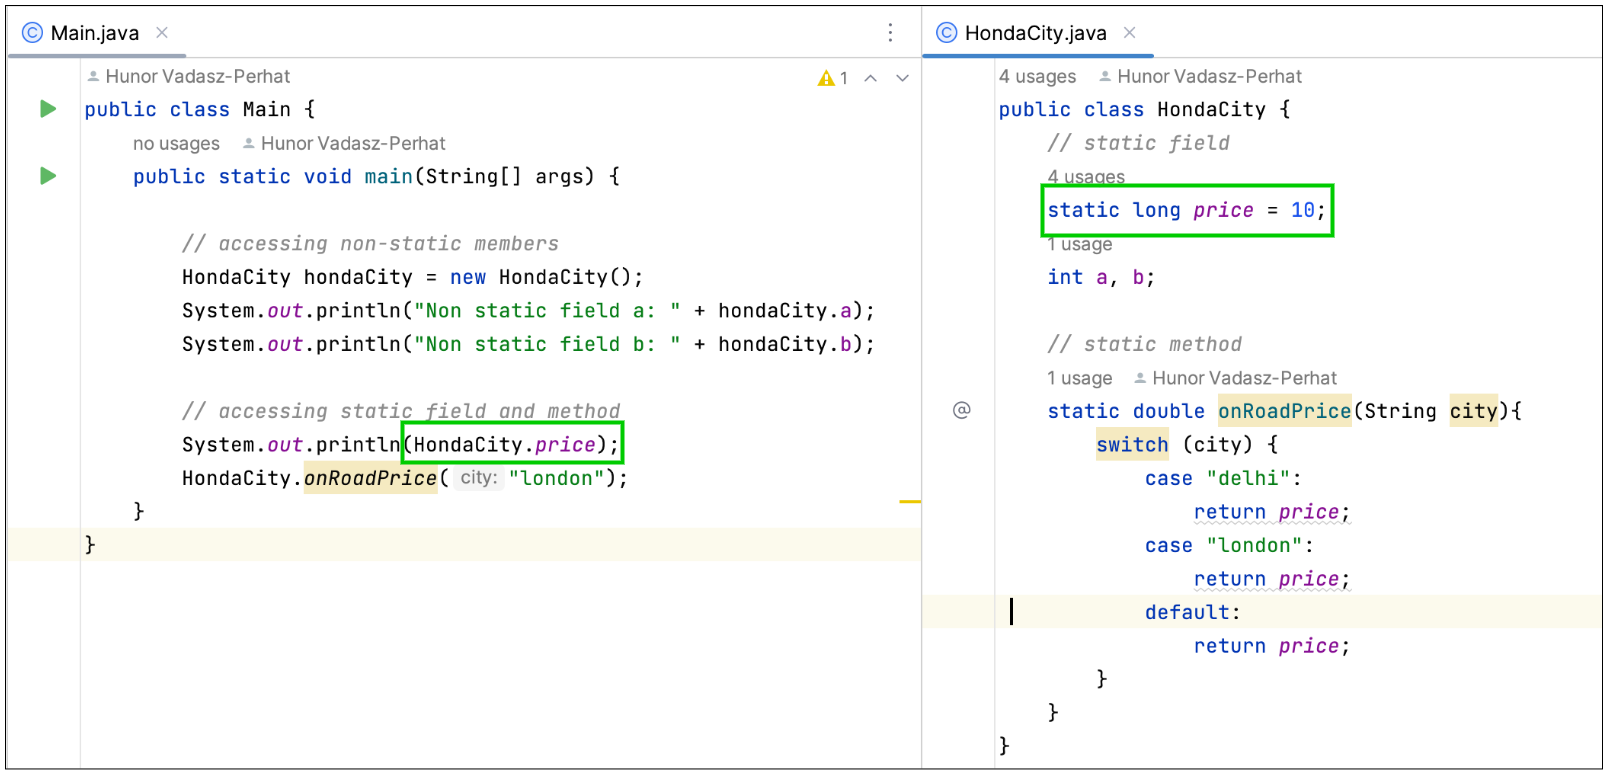 Main.java
Hunor Vadasz-Perhat
1
public class Main {
no usages Hunor Vadasz-Perhat
public static void main(String[] args) {
// accessing non-static members
HondaCity hondaCity = new HondaCity();
System.out.println("Non static field a: " + hondaCity.a);
System.out.println("Non static field b: " + hondaCity.b);
// accessing static field and method
System.out.println(HondaCity.price);
HondaCity.onRoadPrice( city: "london");
}
}
HondaCity.java
4 usages Hunor Vadasz-Perhat
public class HondaCity {
// static field
4 usages
static long price = 10;
1 usage
int a, b;
// static method
1 usage Hunor Vadasz-Perhat
@
static double onRoadPrice(String city){
switch (city) {
case "delhi":
return price;
case "london":
return price;
default:
return price;
}
}
}